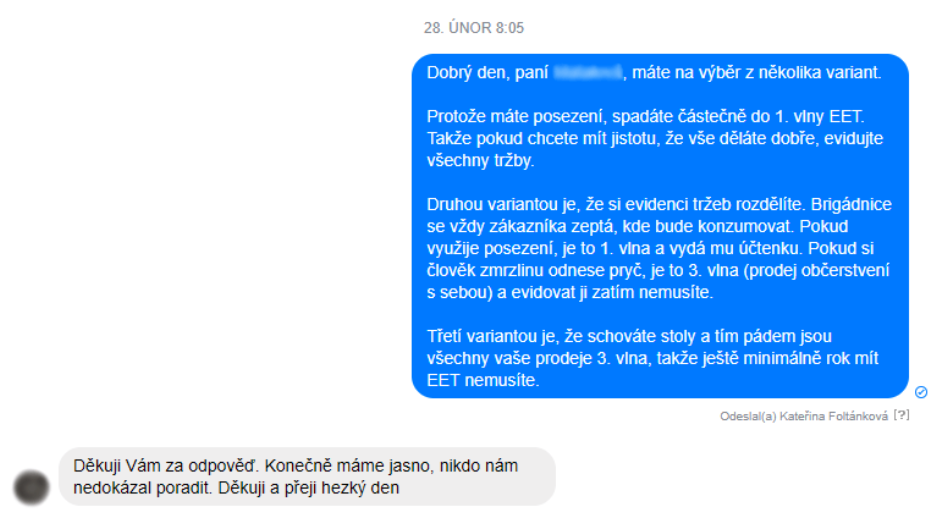 28. ÚNOR 8:05
Dobrý den, paní , máte na výběr z několika variant.
Protože máte posezení, spadáte částečně do 1. vlny EET.
Takže pokud chcete mít jistotu, že vše děláte dobře, evidujte
všechny tržby.
Druhou variantou je, že si evidenci tržeb rozdělíte. Brigádnice
se vždy zákazníka zeptá, kde bude konzumovat. Pokud
využije posezení, je to 1. vlna a vydá mu účtenku. Pokud si
člověk zmrzlinu odnese pryč, je to 3. vlna (prodej občerstvení
s sebou) a evidovat ji zatím nemusíte.
Třetí variantou je, že schováte stoly a tím pádem jsou
všechny vaše prodeje 3. vlna, takže ještě minimálně rok mít
EET nemusíte.
Odeslal(a) Kateřina Foltánková [?]
Děkuji Vám za odpověď. Konečně máme jasno, nikdo nám
nedokázal poradit. Děkuji a přeji hezký den